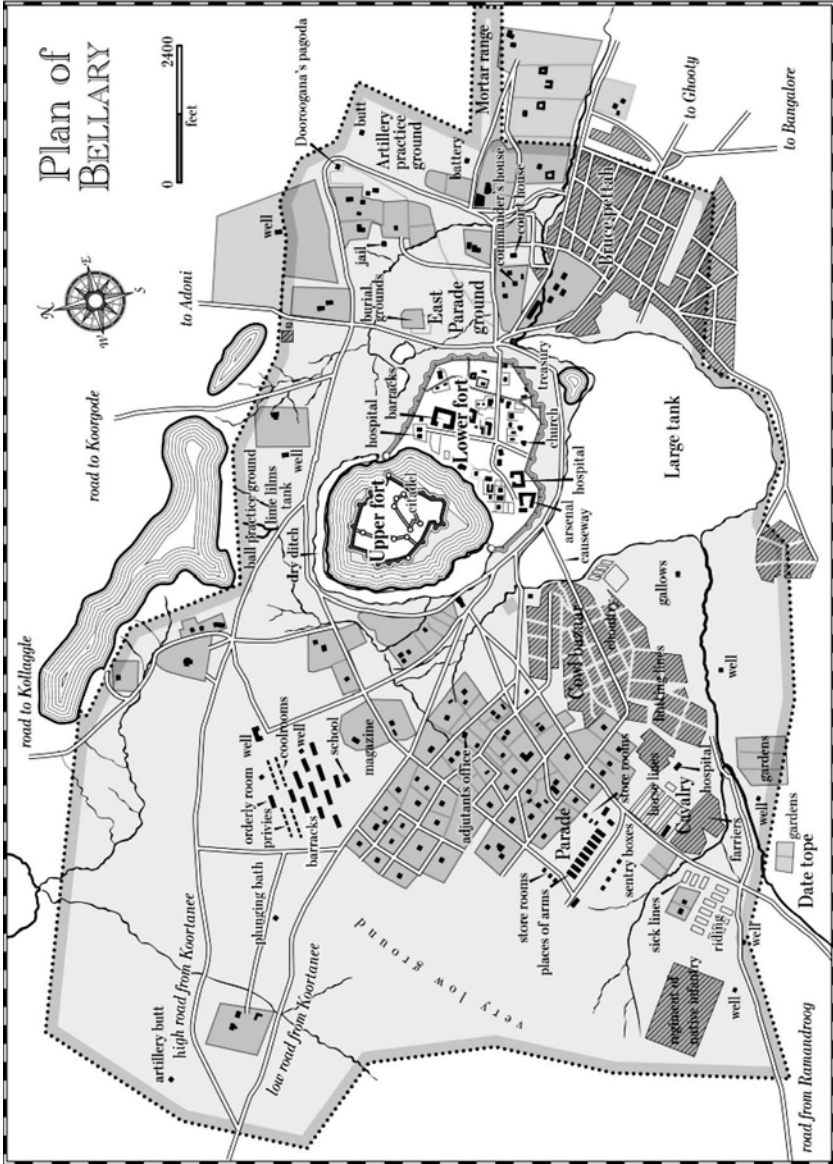 Plan of
BELLARY
0
2400
feet
N
E
S
W
road to Kollaggle
road to Koorgode
to Adoni
well
Dooroogana's pagoda
butt
Artillery
practice
ground
Mortar range
battery
jail
burial
grounds
East
Parade
ground
commander's house
court house
Bruce pettah
to Ghooty
to Bangalore
ball practice ground
lime lilms
tank
well
dry ditch
Upper fort
citadel
hospital
barracks
Lower fort
treasury
church
hospital
arsenal
causeway
Large tank
artillery butt
high road from Koortanee
low road from Koortanee
plunging bath
orderly room
privies
coolrooms
well
well
barracks
school
magazine
adjutants office
very low ground
Cowl bazaar
foundry
gallows
well
store rooms
places of arms
Parade
store rooms
sentry boxes
horse lines
Cavalry
hospital
farriers
well
gardens
gardens
Date tope
sick lines
riding
well
regiment of
native infantry
well
road from Ramandroog